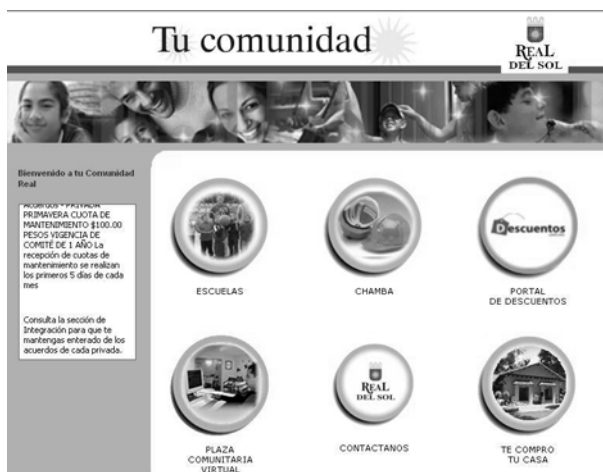 Tu comunidad
REAL
DEL SOL
Bienvenido a tu Comunidad
Real
Acuerdos - PRIVADA
PRIMAVERA CUOTA DE
MANTENIMIENTO $100.00
PESOS VIGENCIA DE
COMITÉ DE 1 AÑO La
recepción de cuotas de
mantenimiento se realizan
los primeros 5 días de cada
mes
Consulta la sección de
Integración para que te
mantengas enterado de los
acuerdos de cada privada.
ESCUELAS
CHAMBA
Descuentos
PORTAL
DE DESCUENTOS
PLAZA
COMUNITARIA
VIRTUAL
REAL
DEL SOL
CONTACTANOS
TE COMPRO
TU CASA